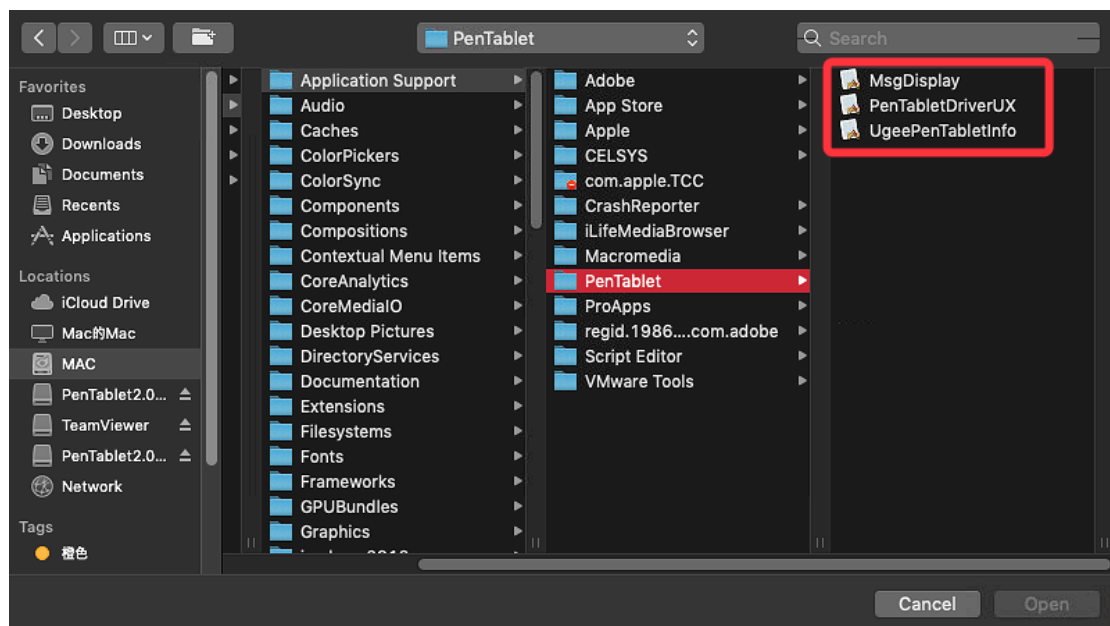 PenTablet
Search
Favorites
Desktop
Downloads
Documents
Recents
Applications
Locations
iCloud Drive
Mac的Mac
MAC
PenTablet2.0...
TeamViewer
PenTablet2.0...
Network
Tags
橙色
Application Support
Audio
Caches
ColorPickers
ColorSync
Components
Compositions
Contextual Menu Items
CoreAnalytics
CoreMediaIO
Desktop Pictures
DirectoryServices
Documentation
Extensions
Filesystems
Fonts
Frameworks
GPUBundles
Graphics
Adobe
App Store
Apple
CELSYS
com.apple.TCC
CrashReporter
iLifeMediaBrowser
Macromedia
PenTablet
ProApps
regid.1986....com.adobe
Script Editor
VMware Tools
MsgDisplay
PenTabletDriverUX
UgeePenTabletInfo
Cancel
Open